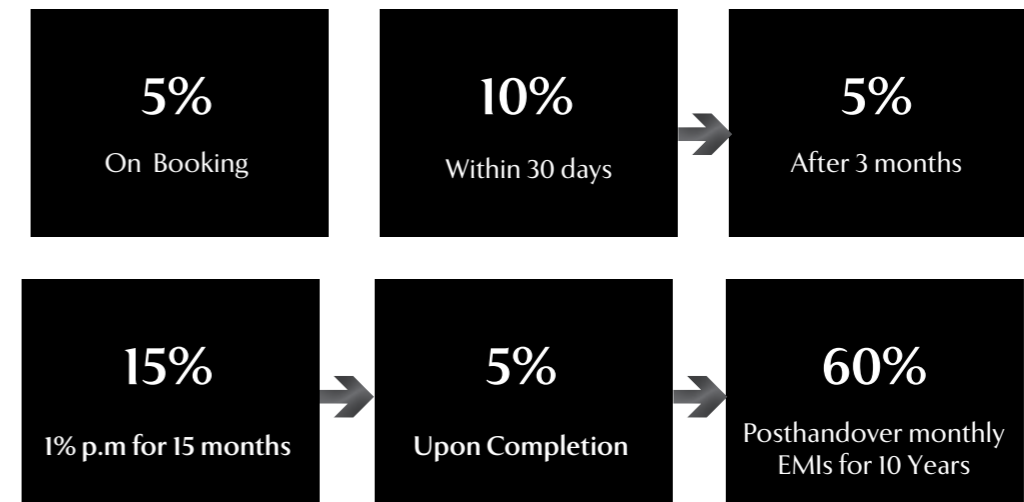 5%
On Booking
10%
Within 30 days
5%
After 3 months
15%
1% p.m for 15 months
5%
Upon Completion
60%
Posthandover monthly
EMIs for 10 Years